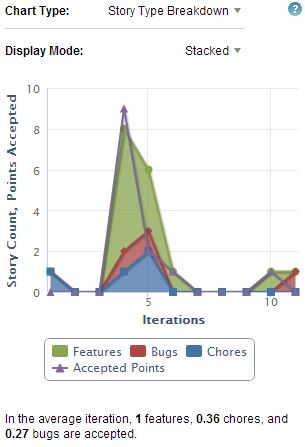 Chart Type: Story Type Breakdown ▼ ?
Display Mode: Stacked ▼
10
8
6
4
2
0
Story Count, Points Accepted
5 10
Iterations
Features Bugs Chores
Accepted Points
In the average iteration, 1 features, 0.36 chores, and
0.27 bugs are accepted.